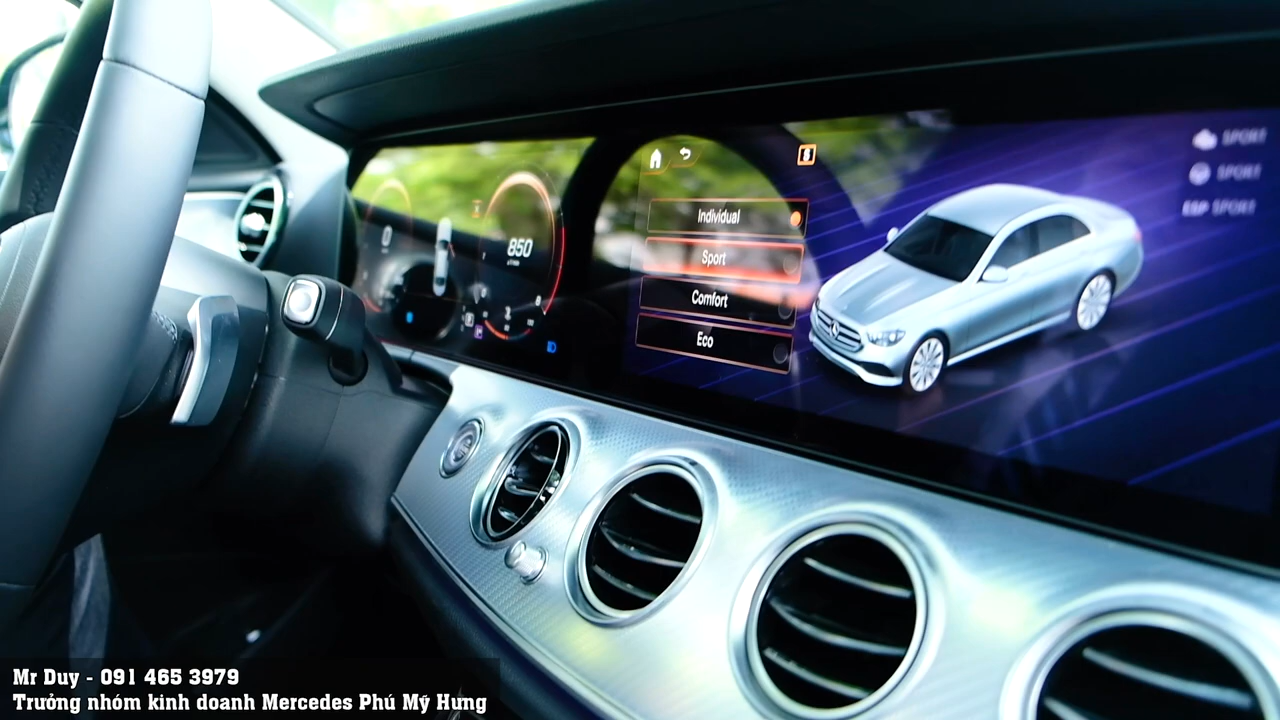 SPORT
SPORT
ESP SPORT
Individual
Sport
Comfort
Eco
850
Mr Duy - 091 465 3979
Trưởng nhóm kinh doanh Mercedes Phú Mỹ Hưng